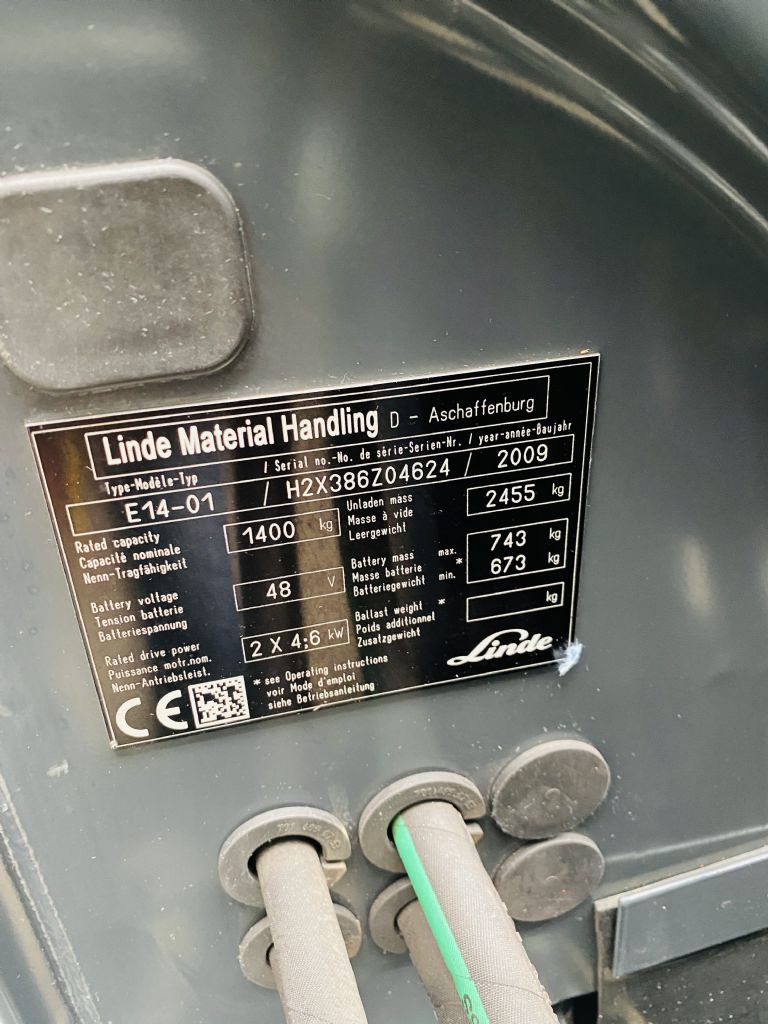 Linde Material Handling D - Aschaffenburg
Type-Modèle-Typ / Serial no.-No. de série-Serien-Nr. / year-année-Baujahr
E14-01 / H2X386Z04624 / 2009
Rated capacity
Capacité nominale
Nenn-Tragfähigkeit
1400 kg
Unladen mass
Masse à vide
Leergewicht
2455 kg
Battery voltage
Tension batterie
Batteriespannung
48 V
Battery mass max.
Masse batterie *
Batteriegewicht min.
743 kg
673 kg
Rated drive power
Puissance motr.nom.
Nenn-Antriebsleist.
2 X 4;6 kW
Ballast weight *
Poids additionnel
Zusatzgewicht
kg
CE
* see Operating instructions
voir Mode d'emploi
siehe Betriebsanleitung
Linde